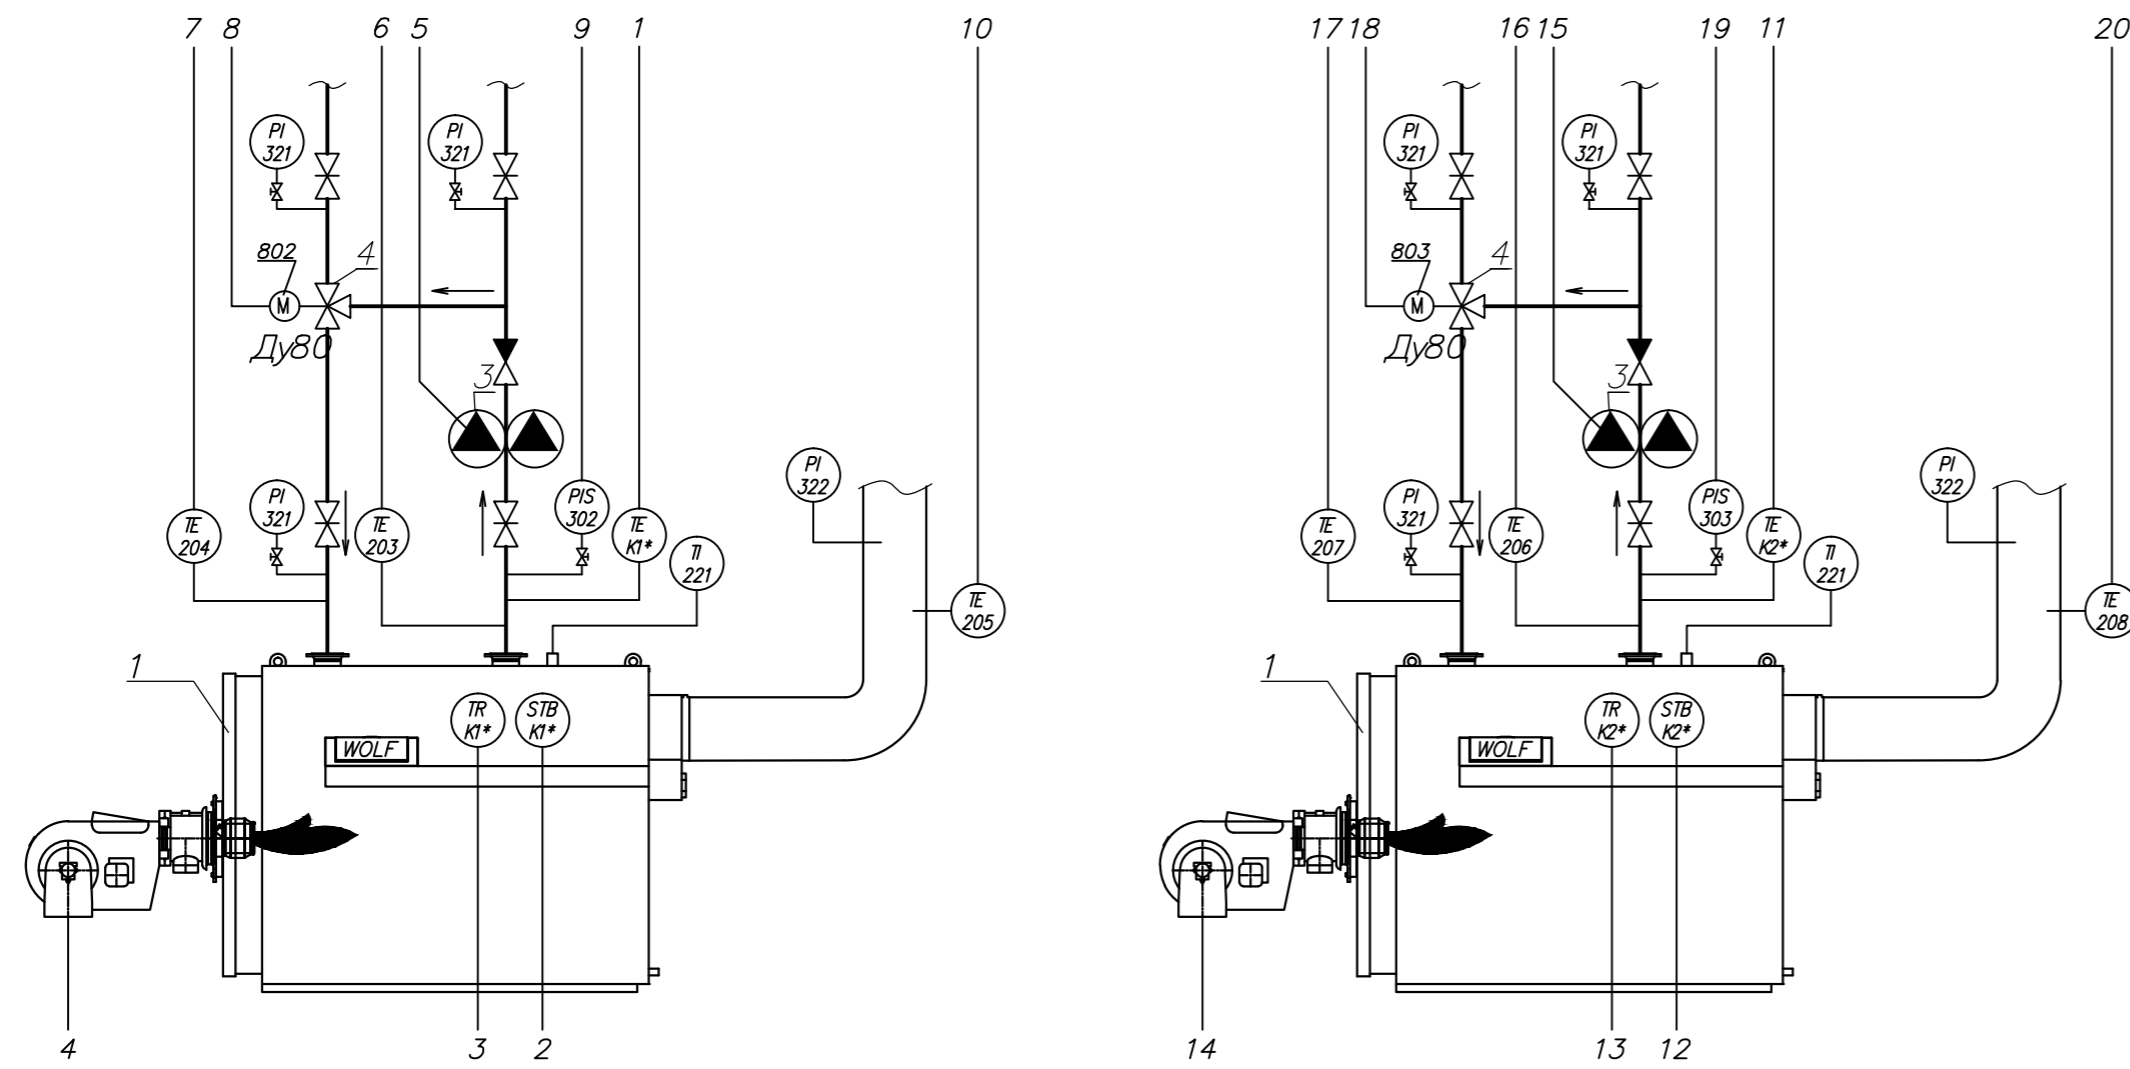 7 8 6 5 9 1 10 17 18 16 15 19 11 20
PI
321
PI
321
PI
321
PI
321
802
4
803
4
M
M
Ду80
Ду80
3
3
PI
322
PI
322
TE
204
PI
321
TE
203
PIS
302
TE
K1*
TI
221
TE
207
PI
321
TE
206
PIS
303
TE
K2*
TI
221
TE
205
TE
208
1
1
TR
K1*
STB
K1*
TR
K2*
STB
K2*
WOLF
WOLF
4 3 2 14 13 12